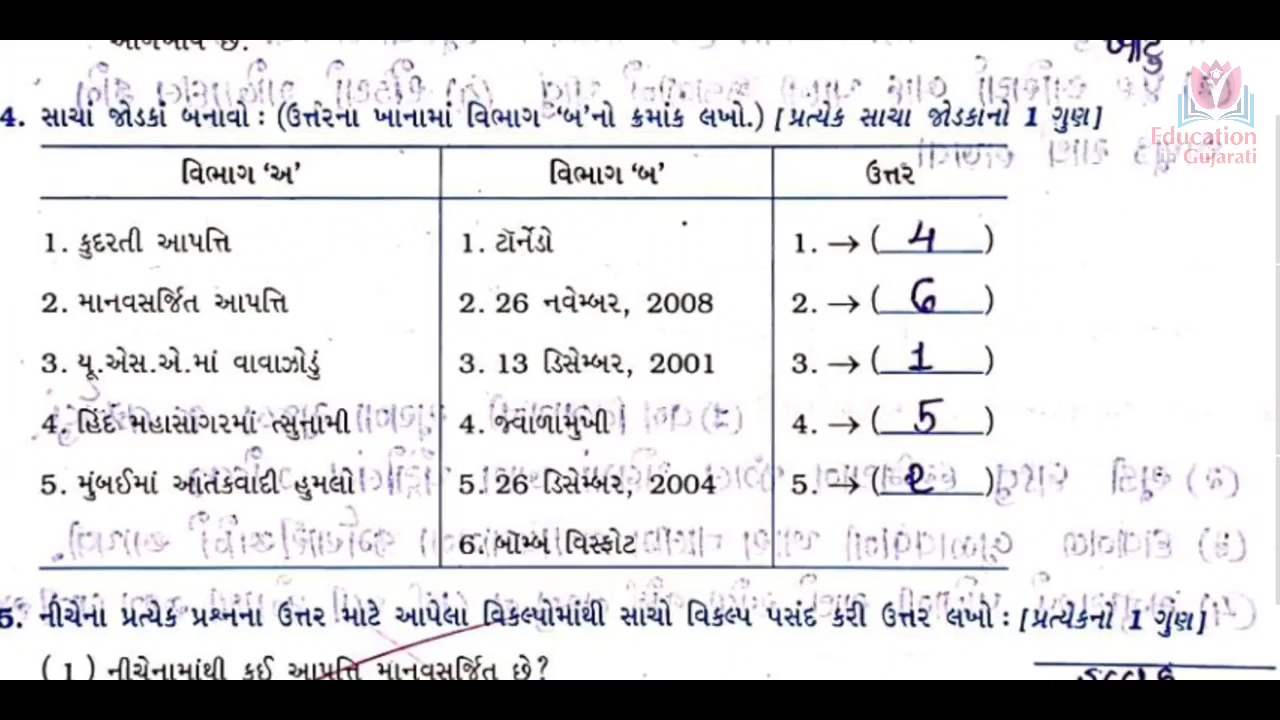 Education
Gujarati
4. સાચાં જોડકાં બનાવો : (ઉત્તરના ખાનામાં વિભાગ ‘બ’નો ક્રમાંક લખો.) [પ્રત્યેક સાચા જોડકાનો 1 ગુણ]
વિભાગ ‘અ’ વિભાગ ‘બ’ ઉત્તર
1. કુદરતી આપત્તિ 1. ટૉર્નેડો 1. → ( 4 )
2. માનવસર્જિત આપત્તિ 2. 26 નવેમ્બર, 2008 2. → ( 6 )
3. યૂ.એસ.એ.માં વાવાઝોડું 3. 13 ડિસેમ્બર, 2001 3. → ( 1 )
4. હિંદ મહાસાગરમાં ત્સુનામી 4. જ્વાળામુખી 4. → ( 5 )
5. મુંબઈમાં આતંકવાદી હુમલો 5. 26 ડિસેમ્બર, 2004 5. → ( 2 )
6. બૉમ્બ વિસ્ફોટ
5. નીચેના પ્રત્યેક પ્રશ્નના ઉત્તર માટે આપેલા વિકલ્પોમાંથી સાચો વિકલ્પ પસંદ કરી ઉત્તર લખો : [પ્રત્યેકનો 1 ગુણ]
(1) નીચેનામાંથી કઈ આપત્તિ માનવસર્જિત છે?